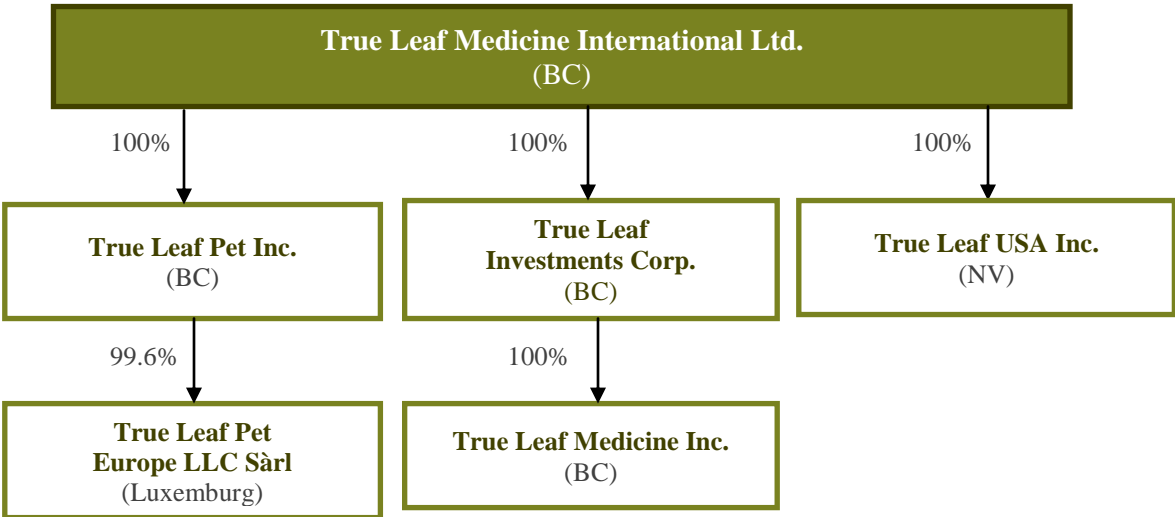 True Leaf Medicine International Ltd.
(BC)
100%
100%
100%
True Leaf Pet Inc.
(BC)
True Leaf
Investments Corp.
(BC)
True Leaf USA Inc.
(NV)
99.6%
100%
True Leaf Pet
Europe LLC Sàrl
(Luxemburg)
True Leaf Medicine Inc.
(BC)